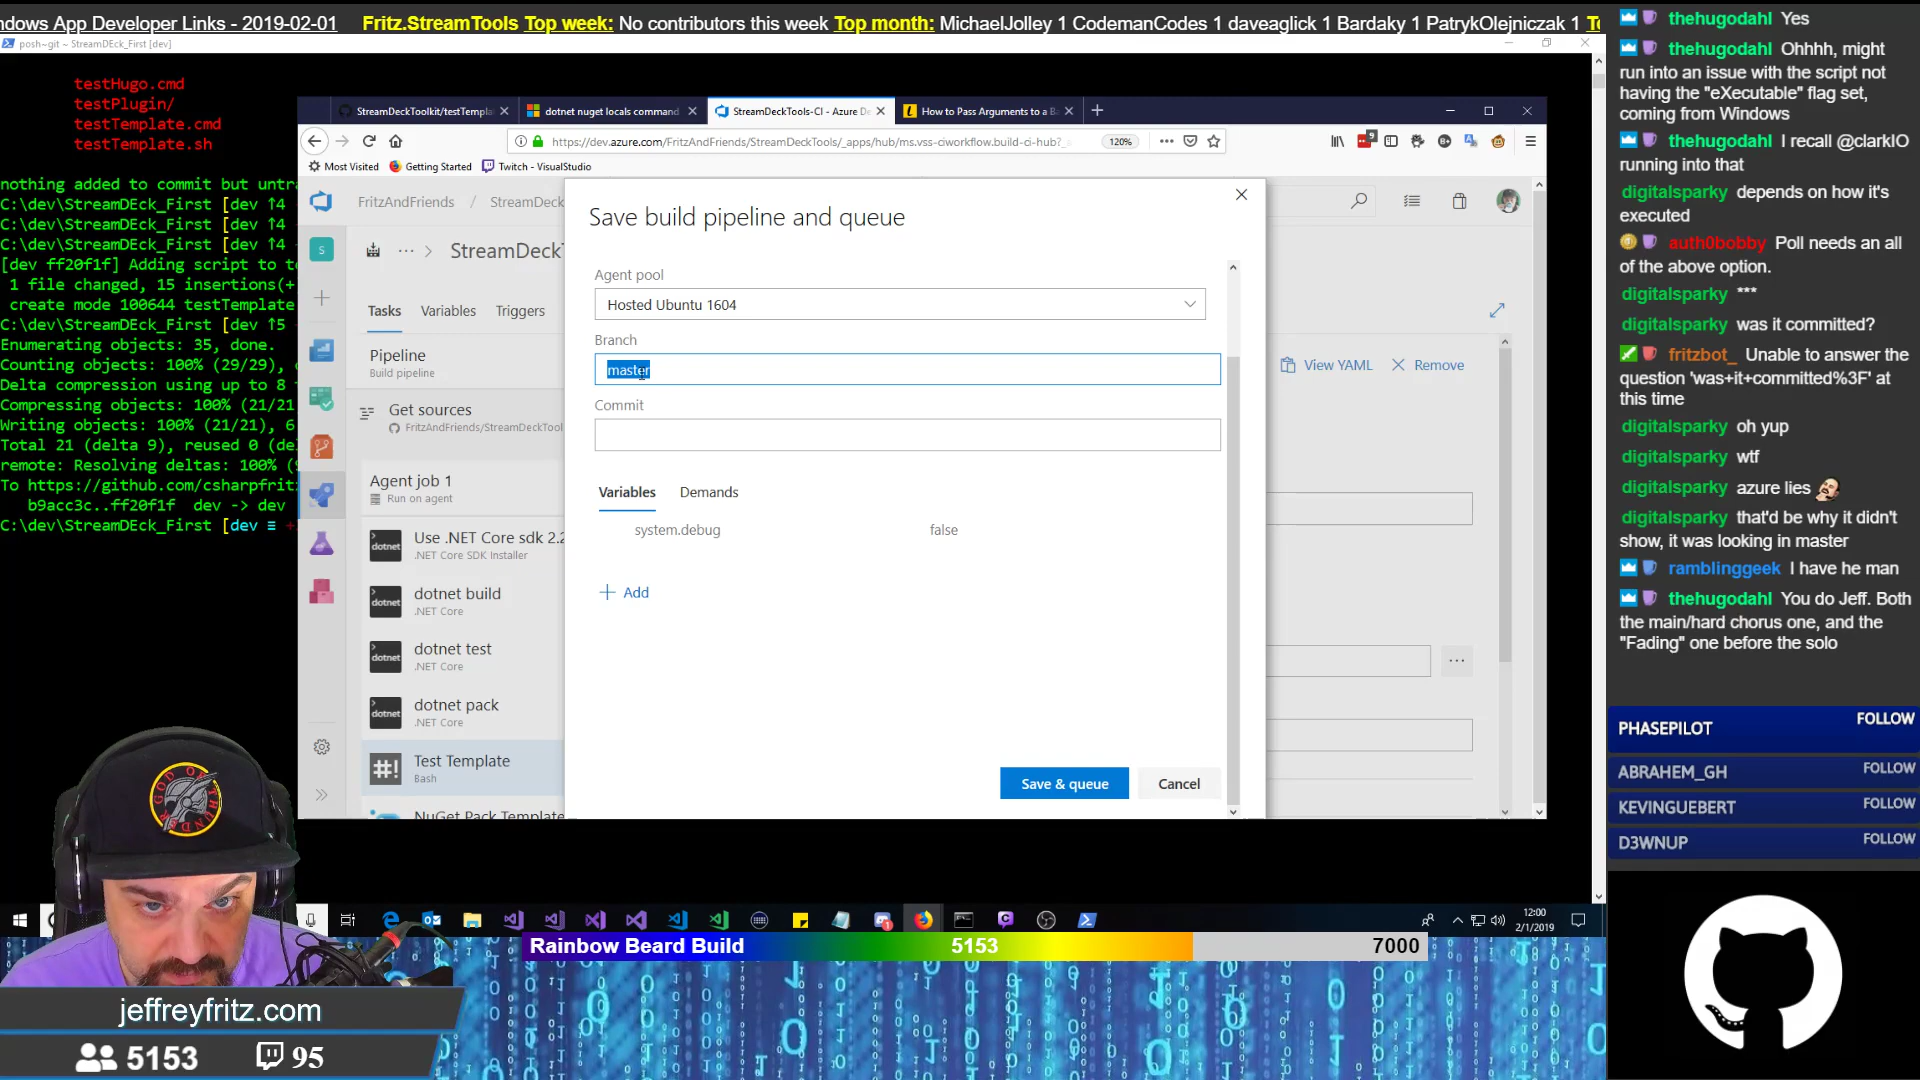 ndows App Developer Links - 2019-02-01 Fritz.StreamTools Top week: No contributors this week Top month: MichaelJolley 1 CodemanCodes 1 daveaglick 1 Bardaky 1 PatrykOlejniczak 1
posh~git ~ StreamDEck_First [dev]
testHugo.cmd
testPlugin/
testTemplate.cmd
testTemplate.sh
nothing added to commit but untra
C:\dev\StreamDEck_First [dev ↑4
C:\dev\StreamDEck_First [dev ↑4
C:\dev\StreamDEck_First [dev ↑4
[dev ff20f1f] Adding script to te
1 file changed, 15 insertions(+
create mode 100644 testTemplate
C:\dev\StreamDEck_First [dev ↑5
Enumerating objects: 35, done.
Counting objects: 100% (29/29), d
Delta compression using up to 8
Compressing objects: 100% (21/21
Writing objects: 100% (21/21), 6
Total 21 (delta 9), reused 0 (de
remote: Resolving deltas: 100% (
To https://github.com/csharpfrit
b9acc3c..ff20f1f dev -> dev
C:\dev\StreamDEck_First [dev ≡ +
StreamDeckToolkit/testTempla
dotnet nuget locals command
StreamDeckTools-CI - Azure De
How to Pass Arguments to a Ba
https://dev.azure.com/FritzAndFriends/StreamDeckTools/_apps/hub/ms.vss-ciworkflow.build-ci-hub?_
120%
9
Most Visited
Getting Started
Twitch - VisualStudio
FritzAndFriends / StreamDeck
S
StreamDeckT
Tasks Variables Triggers
Pipeline
Build pipeline
Get sources
FritzAndFriends/StreamDeckTool
Agent job 1
Run on agent
dotnet
Use .NET Core sdk 2.2
.NET Core SDK Installer
dotnet
dotnet build
.NET Core
dotnet
dotnet test
.NET Core
dotnet
dotnet pack
.NET Core
#!
Test Template
Bash
NuGet Pack Template
View YAML
Remove
Save build pipeline and queue
Agent pool
Hosted Ubuntu 1604
Branch
master
Commit
Variables Demands
system.debug false
+ Add
Save & queue
Cancel
12:00
2/1/2019
thehugodahl Yes
thehugodahl Ohhhh, might
run into an issue with the script not
having the "eXecutable" flag set,
coming from Windows
thehugodahl I recall @clarkIO
running into that
digitalsparky depends on how it's
executed
auth0bobby Poll needs an all
of the above option.
digitalsparky ***
digitalsparky was it committed?
fritzbot_ Unable to answer the
question 'was+it+committed%3F' at
this time
digitalsparky oh yup
digitalsparky wtf
digitalsparky azure lies
digitalsparky that'd be why it didn't
show, it was looking in master
ramblinggeek I have he man
thehugodahl You do Jeff. Both
the main/hard chorus one, and the
"Fading" one before the solo
PHASEPILOT FOLLOW
ABRAHEM_GH FOLLOW
KEVINGUEBERT FOLLOW
D3WNUP FOLLOW
GOD OF THUNDER
Rainbow Beard Build 5153 7000
jeffreyfritz.com
5153 95